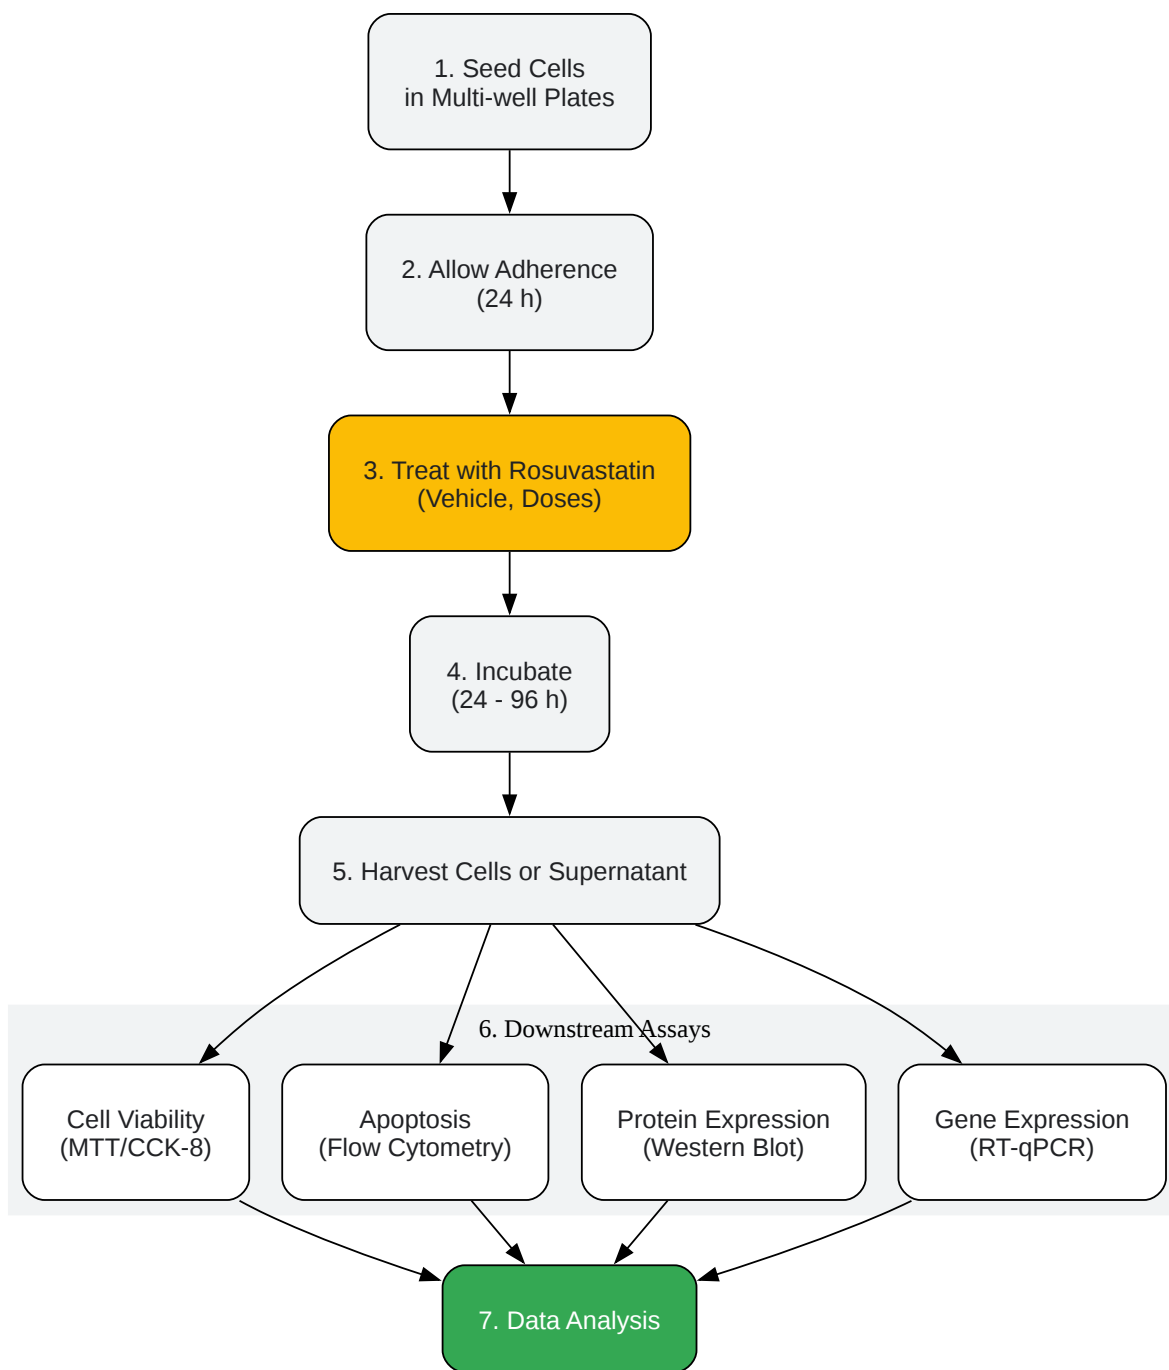 1. Seed Cells
in Multi-well Plates
2. Allow Adherence
(24 h)
3. Treat with Rosuvastatin
(Vehicle, Doses)
4. Incubate
(24 - 96 h)
5. Harvest Cells or Supernatant
6. Downstream Assays
Cell Viability
(MTT/CCK-8)
Apoptosis
(Flow Cytometry)
Protein Expression
(Western Blot)
Gene Expression
(RT-qPCR)
7. Data Analysis